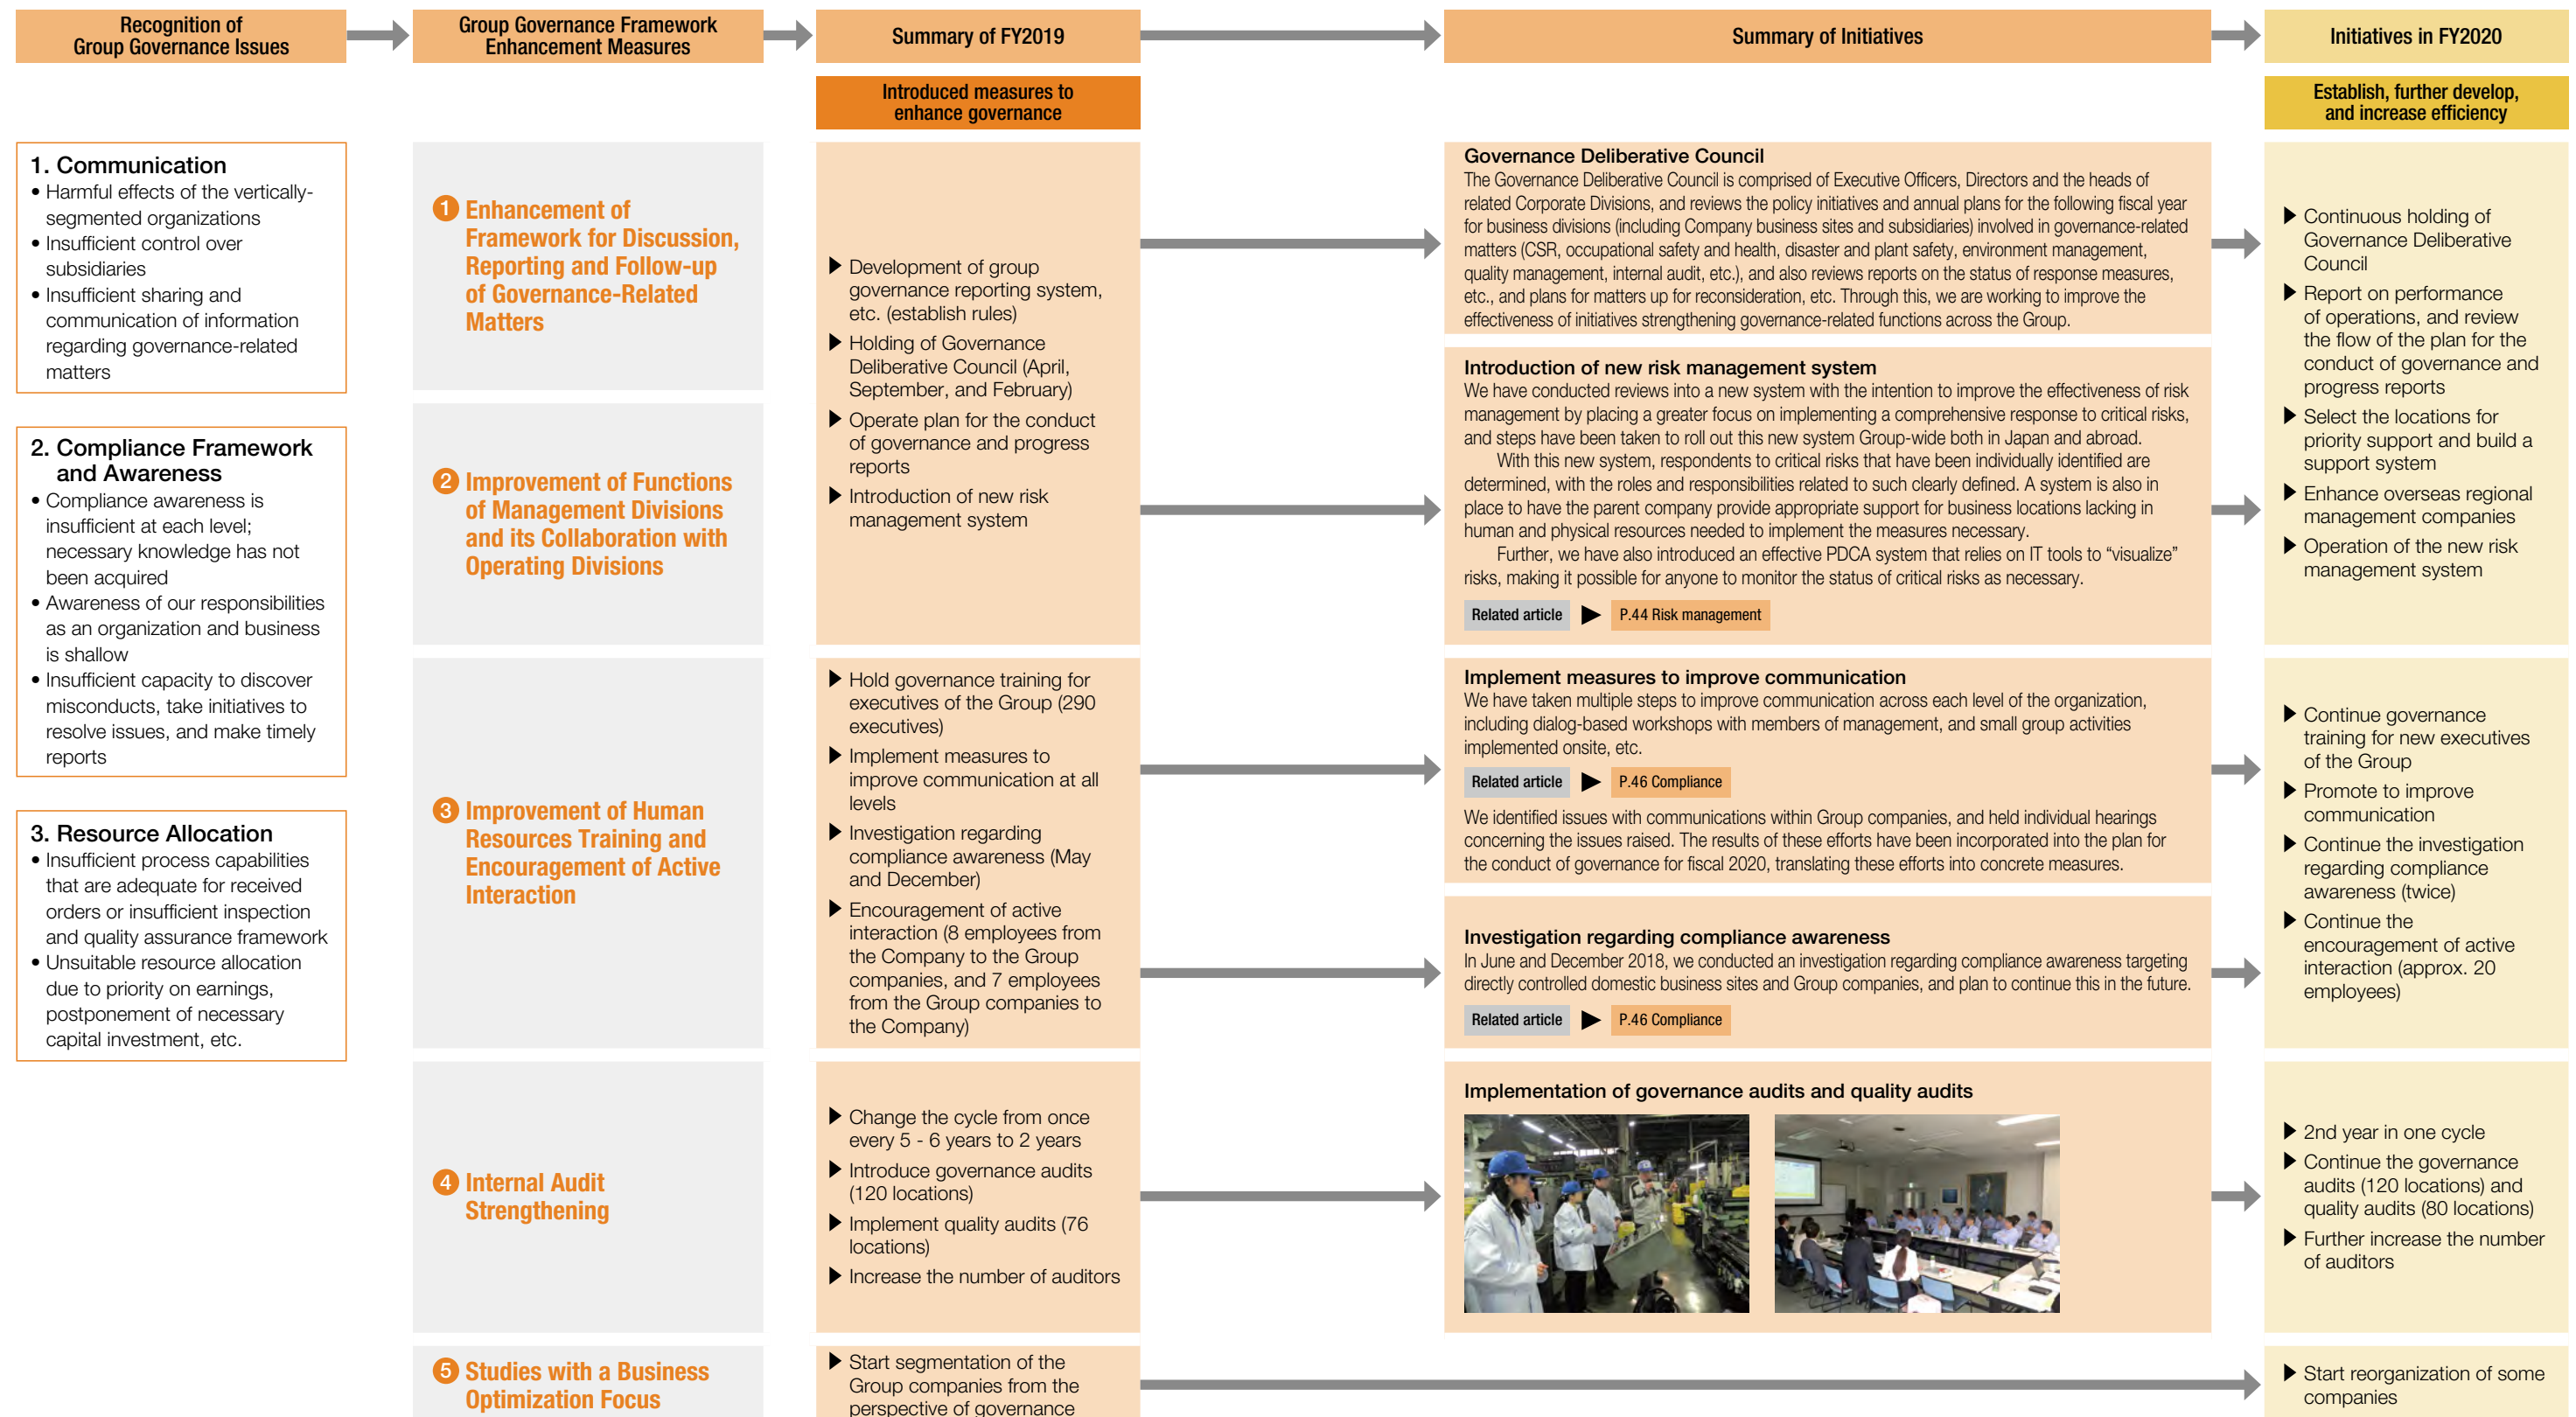 Recognition of
Group Governance Issues
Group Governance Framework
Enhancement Measures
Summary of FY2019
Summary of Initiatives
Initiatives in FY2020
Introduced measures to
enhance governance
Establish, further develop,
and increase efficiency
1. Communication
• Harmful effects of the vertically-
segmented organizations
• Insufficient control over
subsidiaries
• Insufficient sharing and
communication of information
regarding governance-related
matters
2. Compliance Framework
and Awareness
• Compliance awareness is
insufficient at each level;
necessary knowledge has not
been acquired
• Awareness of our responsibilities
as an organization and business
is shallow
• Insufficient capacity to discover
misconducts, take initiatives to
resolve issues, and make timely
reports
3. Resource Allocation
• Insufficient process capabilities
that are adequate for received
orders or insufficient inspection
and quality assurance framework
• Unsuitable resource allocation
due to priority on earnings,
postponement of necessary
capital investment, etc.
1 Enhancement of
Framework for Discussion,
Reporting and Follow-up
of Governance-Related
Matters
2 Improvement of Functions
of Management Divisions
and its Collaboration with
Operating Divisions
3 Improvement of Human
Resources Training and
Encouragement of Active
Interaction
4 Internal Audit
Strengthening
5 Studies with a Business
Optimization Focus
▶ Development of group
governance reporting system,
etc. (establish rules)
▶ Holding of Governance
Deliberative Council (April,
September, and February)
▶ Operate plan for the conduct
of governance and progress
reports
▶ Introduction of new risk
management system
▶ Hold governance training for
executives of the Group (290
executives)
▶ Implement measures to
improve communication at all
levels
▶ Investigation regarding
compliance awareness (May
and December)
▶ Encouragement of active
interaction (8 employees from
the Company to the Group
companies, and 7 employees
from the Group companies to
the Company)
▶ Change the cycle from once
every 5 - 6 years to 2 years
▶ Introduce governance audits
(120 locations)
▶ Implement quality audits (76
locations)
▶ Increase the number of auditors
▶ Start segmentation of the
Group companies from the
perspective of governance
Governance Deliberative Council
The Governance Deliberative Council is comprised of Executive Officers, Directors and the heads of
related Corporate Divisions, and reviews the policy initiatives and annual plans for the following fiscal year
for business divisions (including Company business sites and subsidiaries) involved in governance-related
matters (CSR, occupational safety and health, disaster and plant safety, environment management,
quality management, internal audit, etc.), and also reviews reports on the status of response measures,
etc., and plans for matters up for reconsideration, etc. Through this, we are working to improve the
effectiveness of initiatives strengthening governance-related functions across the Group.
Introduction of new risk management system
We have conducted reviews into a new system with the intention to improve the effectiveness of risk
management by placing a greater focus on implementing a comprehensive response to critical risks,
and steps have been taken to roll out this new system Group-wide both in Japan and abroad.
With this new system, respondents to critical risks that have been individually identified are
determined, with the roles and responsibilities related to such clearly defined. A system is also in
place to have the parent company provide appropriate support for business locations lacking in
human and physical resources needed to implement the measures necessary.
Further, we have also introduced an effective PDCA system that relies on IT tools to “visualize”
risks, making it possible for anyone to monitor the status of critical risks as necessary.
Related article ▶ P.44 Risk management
Implement measures to improve communication
We have taken multiple steps to improve communication across each level of the organization,
including dialog-based workshops with members of management, and small group activities
implemented onsite, etc.
Related article ▶ P.46 Compliance
We identified issues with communications within Group companies, and held individual hearings
concerning the issues raised. The results of these efforts have been incorporated into the plan for
the conduct of governance for fiscal 2020, translating these efforts into concrete measures.
Investigation regarding compliance awareness
In June and December 2018, we conducted an investigation regarding compliance awareness targeting
directly controlled domestic business sites and Group companies, and plan to continue this in the future.
Related article ▶ P.46 Compliance
Implementation of governance audits and quality audits
▶ Continuous holding of
Governance Deliberative
Council
▶ Report on performance
of operations, and review
the flow of the plan for the
conduct of governance and
progress reports
▶ Select the locations for
priority support and build a
support system
▶ Enhance overseas regional
management companies
▶ Operation of the new risk
management system
▶ Continue governance
training for new executives
of the Group
▶ Promote to improve
communication
▶ Continue the investigation
regarding compliance
awareness (twice)
▶ Continue the
encouragement of active
interaction (approx. 20
employees)
▶ 2nd year in one cycle
▶ Continue the governance
audits (120 locations) and
quality audits (80 locations)
▶ Further increase the number
of auditors
▶ Start reorganization of some
companies